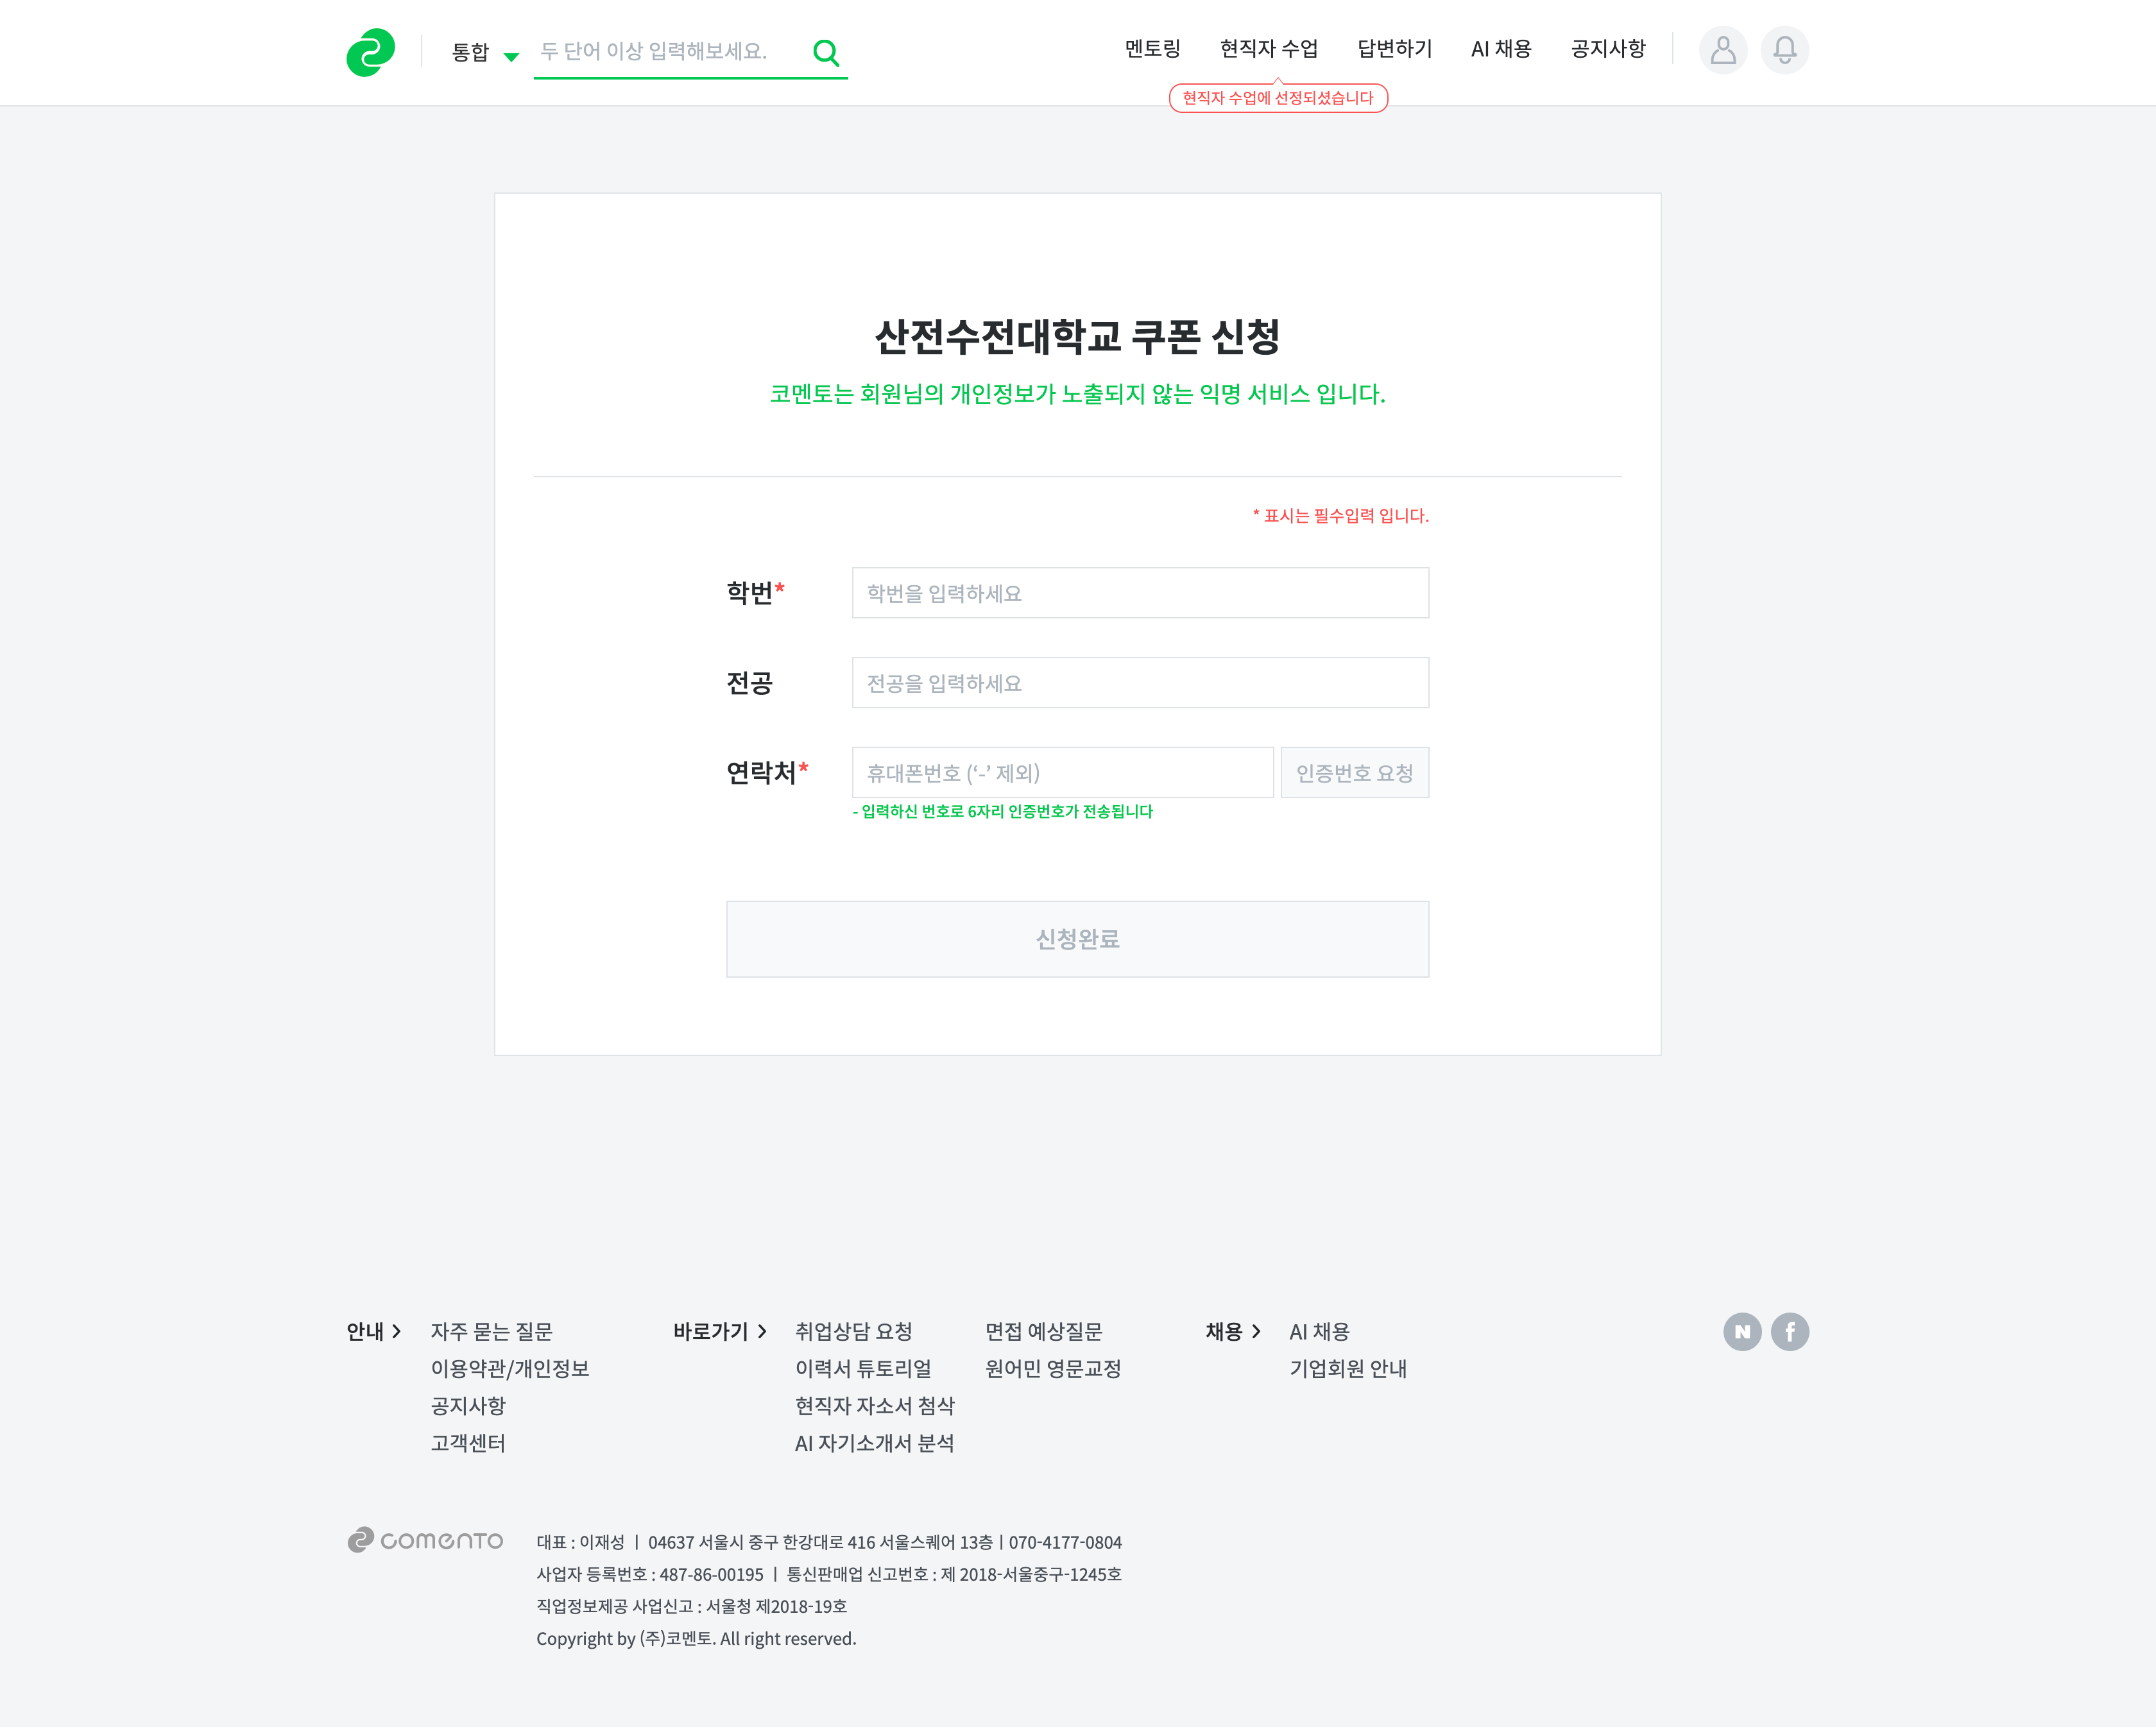 통합
두 단어 이상 입력해보세요.
멘토링 현직자 수업 답변하기 AI 채용 공지사항
현직자 수업에 선정되셨습니다
산전수전대학교 쿠폰 신청
코멘토는 회원님의 개인정보가 노출되지 않는 익명 서비스 입니다.
* 표시는 필수입력 입니다.
학번* 학번을 입력하세요
전공 전공을 입력하세요
연락처* 휴대폰번호 (‘-’ 제외) 인증번호 요청
- 입력하신 번호로 6자리 인증번호가 전송됩니다
신청완료
안내 >
자주 묻는 질문
이용약관/개인정보
공지사항
고객센터
바로가기 >
취업상담 요청
이력서 튜토리얼
현직자 자소서 첨삭
AI 자기소개서 분석
면접 예상질문
원어민 영문교정
채용 >
AI 채용
기업회원 안내
N f
comento
대표 : 이재성 ㅣ 04637 서울시 중구 한강대로 416 서울스퀘어 13층ㅣ070-4177-0804
사업자 등록번호 : 487-86-00195 ㅣ 통신판매업 신고번호 : 제 2018-서울중구-1245호
직업정보제공 사업신고 : 서울청 제2018-19호
Copyright by (주)코멘토. All right reserved.